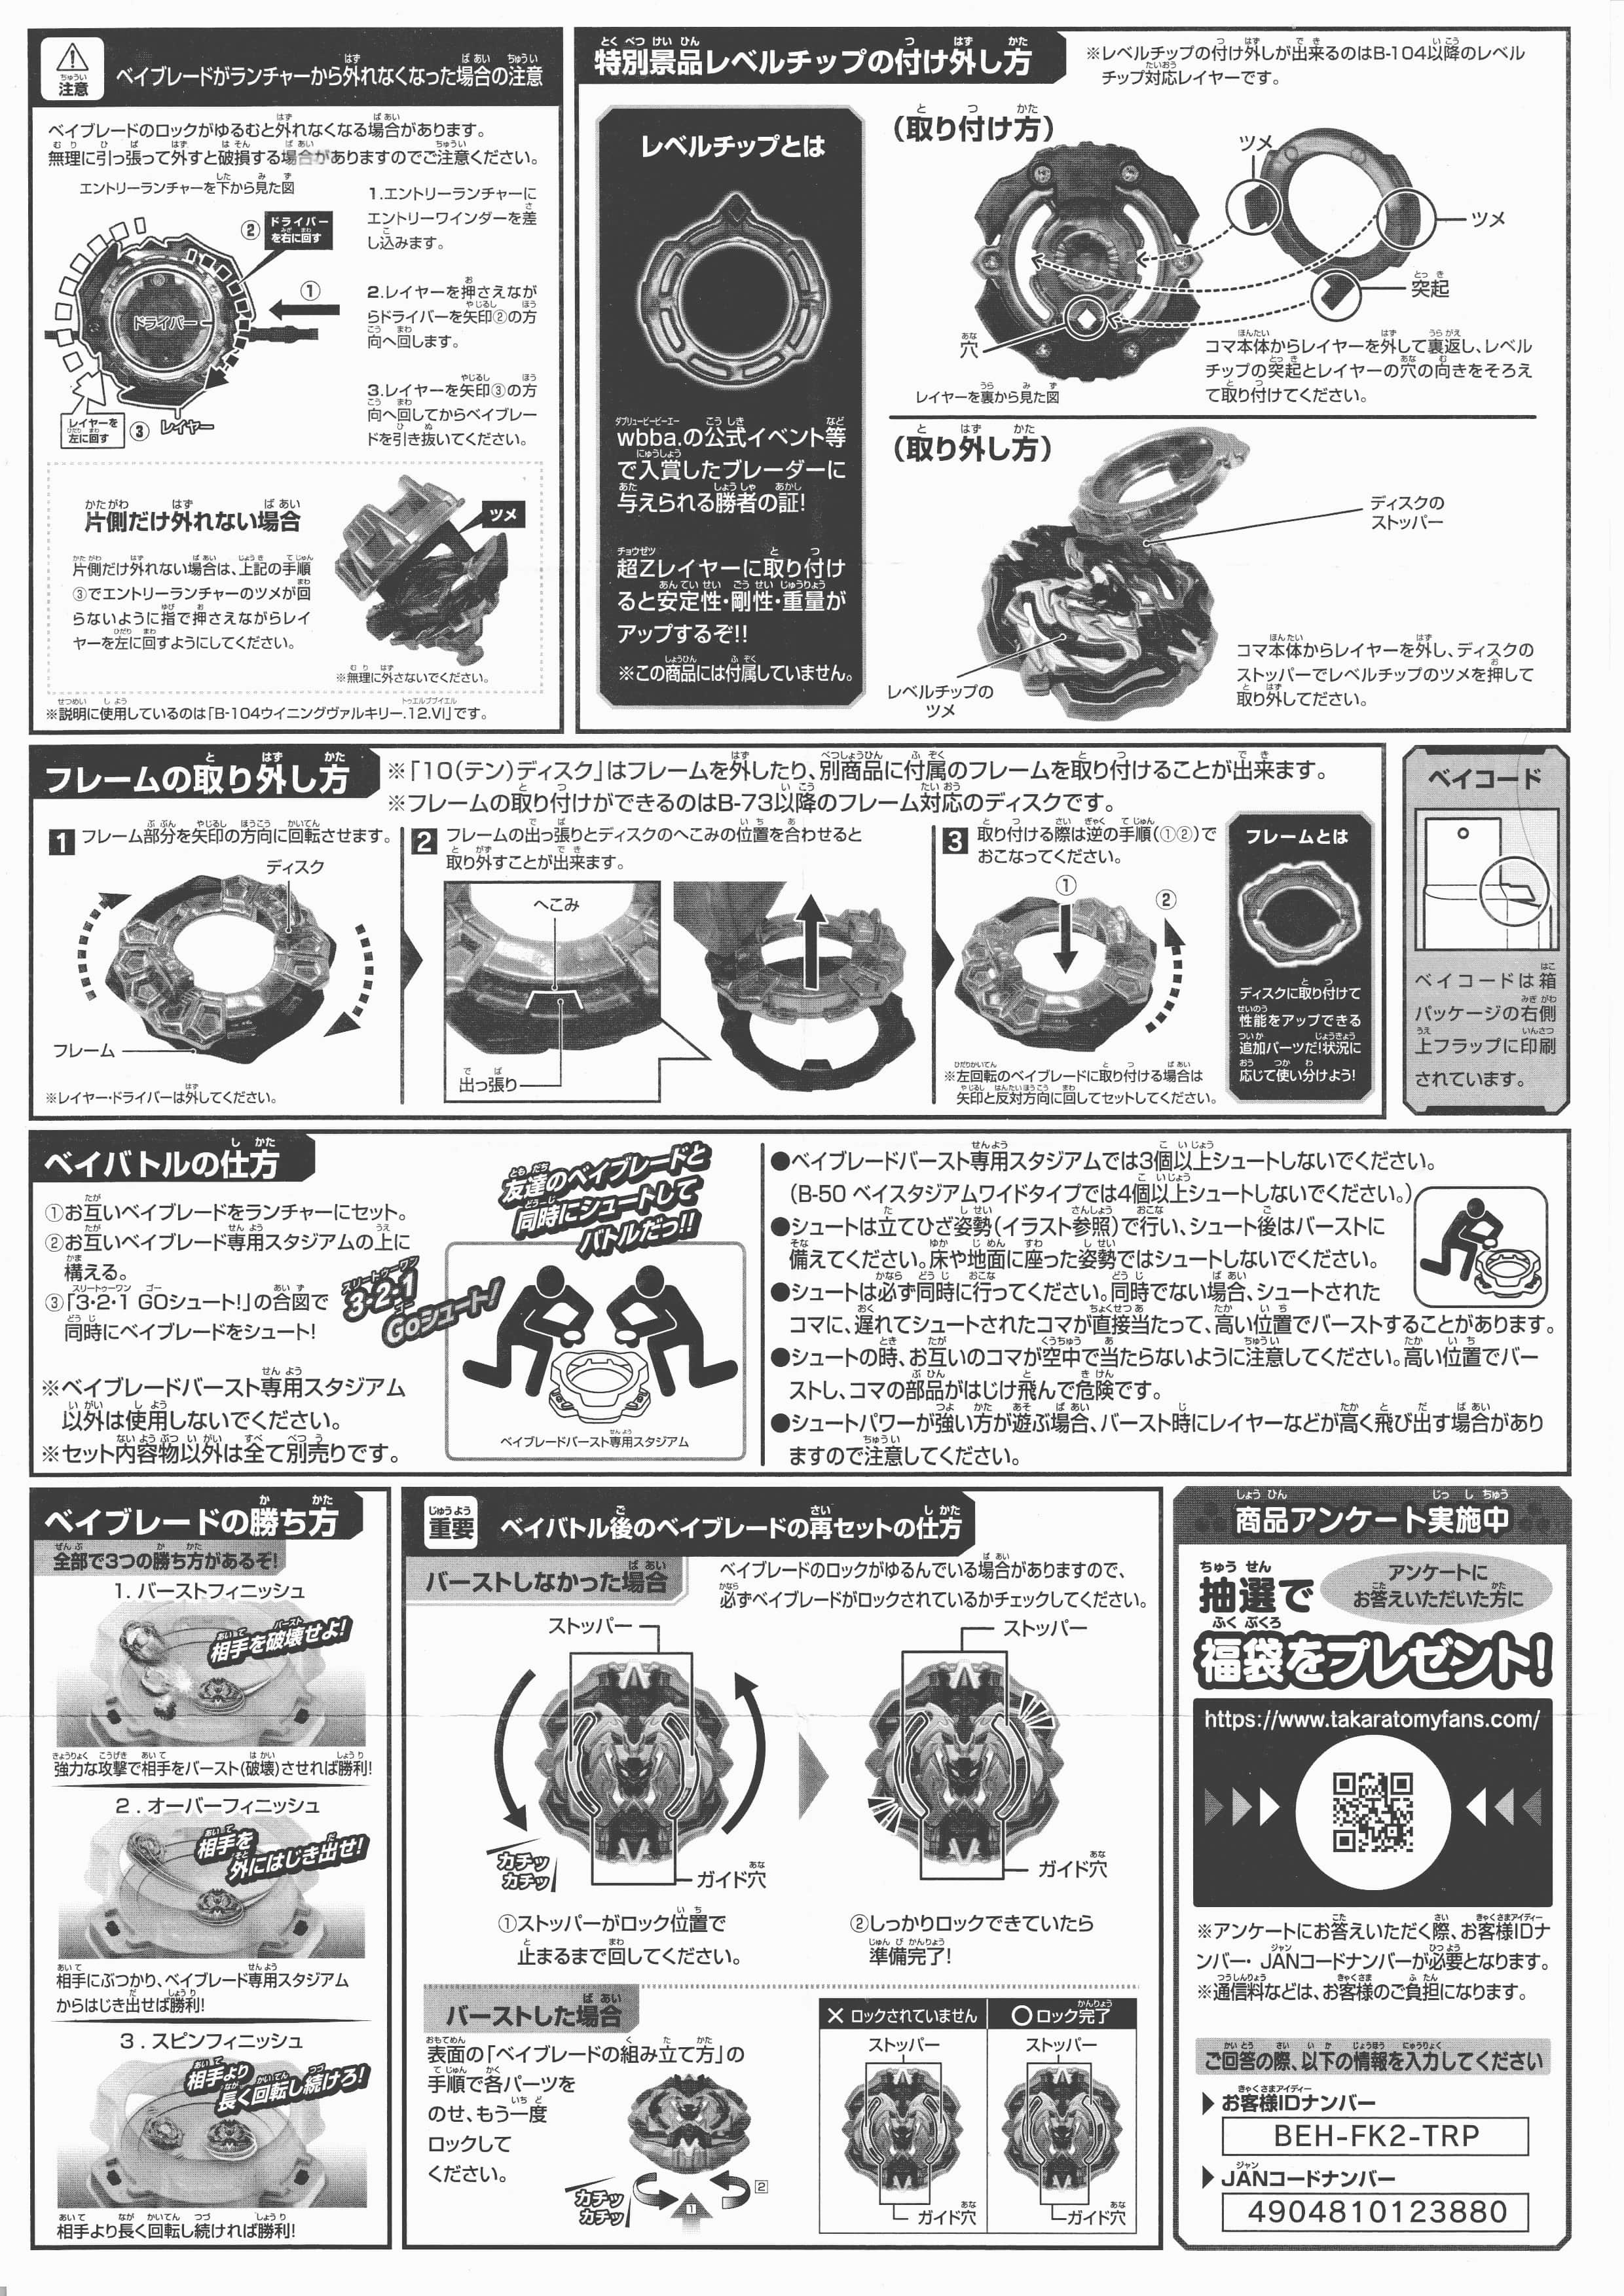 注意
ベイブレードがランチャーから外れなくなった場合の注意
ベイブレードのロックがゆるむと外れなくなる場合があります。
無理に引っ張って外すと破損する場合がありますのでご注意ください。
エントリーランチャーを下から見た図
② ドライバーを右に回す
①
ドライバー
レイヤーを左に回す
③ レイヤー
1.エントリーランチャーに
エントリーワインダーを差
し込みます。
2.レイヤーを押さえなが
らドライバーを矢印②の方
向へ回します。
3.レイヤーを矢印③の方
向へ回してからベイブレー
ドを引き抜いてください。
片側だけ外れない場合
片側だけ外れない場合は、上記の手順
③でエントリーランチャーのツメが回
らないように指で押さえながらレイ
ヤーを左に回すようにしてください。
ツメ
※無理に外さないでください。
※説明に使用しているのは「B-104ウイニングヴァルキリー.12.Vl」です。
特別景品レベルチップの付け外し方
※レベルチップの付け外しが出来るのはB-104以降のレベル
チップ対応レイヤーです。
レベルチップとは
wbba.の公式イベント等
で入賞したブレーダーに
与えられる勝者の証!
超Zレイヤーに取り付け
ると安定性・剛性・重量が
アップするぞ!!
※この商品には付属していません。
(取り付け方)
ツメ
ツメ
突起
穴
レイヤーを裏から見た図
コマ本体からレイヤーを外して裏返し、レベル
チップの突起とレイヤーの穴の向きをそろえ
て取り付けてください。
(取り外し方)
ディスクの
ストッパー
レベルチップの
ツメ
コマ本体からレイヤーを外し、ディスクの
ストッパーでレベルチップのツメを押して
取り外してださい。
フレームの取り外し方
※「10(テン)ディスク」はフレームを外したり、別商品に付属のフレームを取り付けることが出来ます。
※フレームの取り付けができるのはB-73以降のフレーム対応のディスクです。
1 フレーム部分を矢印の方向に回転させます。
ディスク
フレーム
※レイヤー・ドライバーは外してください。
2 フレームの出っ張りとディスクのへこみの位置を合わせると
取り外すことが出来ます。
へこみ
出っ張り
3 取り付ける際は逆の手順(①②)で
おこなってください。
①
②
※左回転のベイブレードに取り付ける場合は
矢印と反対方向に回してセットしてください。
フレームとは
ディスクに取り付けて
性能をアップできる
追加パーツだ!状況に
応じて使い分けよう!
ベイコード
ベイコードは箱
パッケージの右側
上フラップに印刷
されています。
ベイバトルの仕方
①お互いベイブレードをランチャーにセット。
②お互いベイブレード専用スタジアムの上に
構える。
③「3・2・1 GOシュート!」の合図で
同時にベイブレードをシュート!
※ベイブレードバースト専用スタジアム
以外は使用しないでください。
※セット内容物以外は全て別売りです。
友達のベイブレードと
同時にシュートして
バトルだっ!!
3・2・1
GOシュート!
ベイブレードバースト専用スタジアム
●ベイブレードバースト専用スタジアムでは3個以上シュートしないでください。
(B-50 ベイスタジアムワイドタイプでは4個以上シュートしないでください。)
●シュートは立てひざ姿勢(イラスト参照)で行い、シュート後はバーストに
備えてください。床や地面に座った姿勢ではシュートしないでください。
●シュートは必ず同時に行ってください。同時でない場合、シュートされた
コマに、遅れてシュートされたコマが直接当たって、高い位置でバーストすることがあります。
●シュートの時、お互いのコマが空中で当たらないように注意してください。高い位置でバー
ストし、コマの部品がはじけ飛んで危険です。
●シュートパワーが強い方が遊ぶ場合、バースト時にレイヤーなどが高く飛び出す場合があり
ますので注意してください。
ベイブレードの勝ち方
全部で3つの勝ち方があるぞ!
1. バーストフィニッシュ
相手を破壊せよ!
強力な攻撃で相手をバースト(破壊)させれば勝利!
2. オーバーフィニッシュ
相手を
外にはじき出せ!
相手にぶつかり、ベイブレード専用スタジアム
からはじき出せば勝利!
3. スピンフィニッシュ
相手より
長く回転し続けろ!
相手より長く回転し続ければ勝利!
重要
ベイバトル後のベイブレードの再セットの仕方
バーストしなかった場合
ベイブレードのロックがゆるんでいる場合がありますので、
必ずベイブレードがロックされているかチェックしてください。
ストッパー
カチッ
カチッ
ガイド穴
①ストッパーがロック位置で
止まるまで回してください。
ストッパー
ガイド穴
②しっかりロックできていたら
準備完了!
バーストした場合
表面の「ベイブレードの組み立て方」の
手順で各パーツを
のせ、もう一度
ロックして
ください。
カチッ
カチッ
1
2
× ロックされていません
ストッパー
ガイド穴
○ ロック完了
ストッパー
ガイド穴
商品アンケート実施中
アンケートに
お答えいただいた方に
抽選で
福袋をプレゼント!
https://www.takaratomyfans.com/
※アンケートにお答えいただく際、お客様IDナ
ンバー・JANコードナンバーが必要となります。
※通信料などは、お客様のご負担になります。
ご回答の際、以下の情報を入力してください
お客様IDナンバー
BEH-FK2-TRP
JANコードナンバー
4904810123880